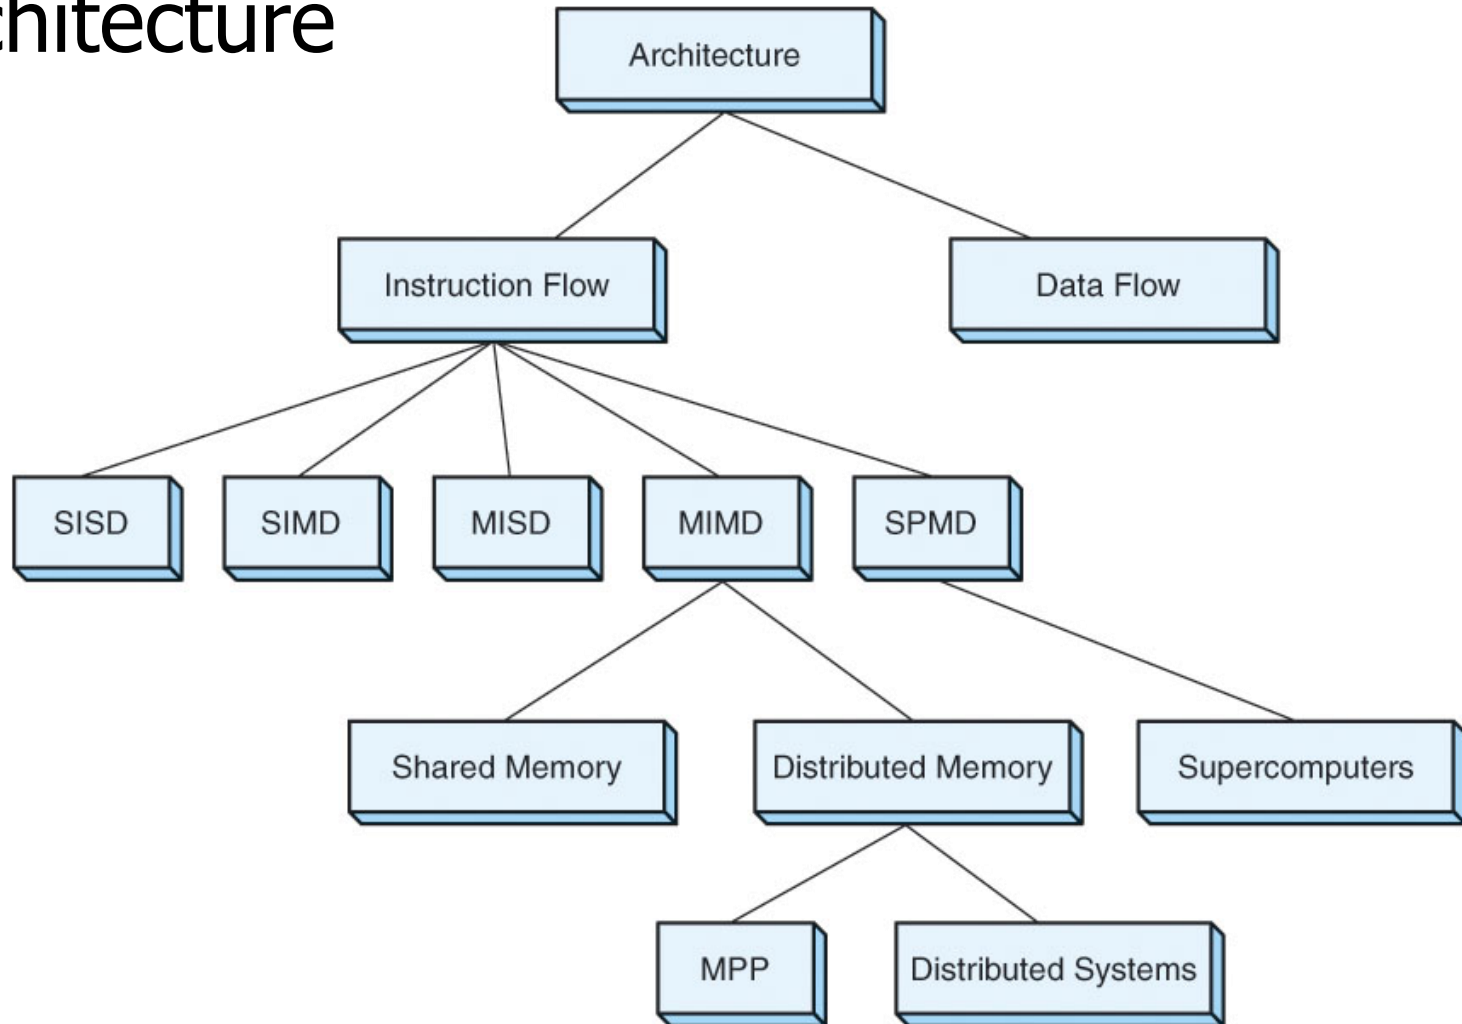 chitecture
Architecture
Instruction Flow
Data Flow
SISD
SIMD
MISD
MIMD
SPMD
Shared Memory
Distributed Memory
Supercomputers
MPP
Distributed Systems